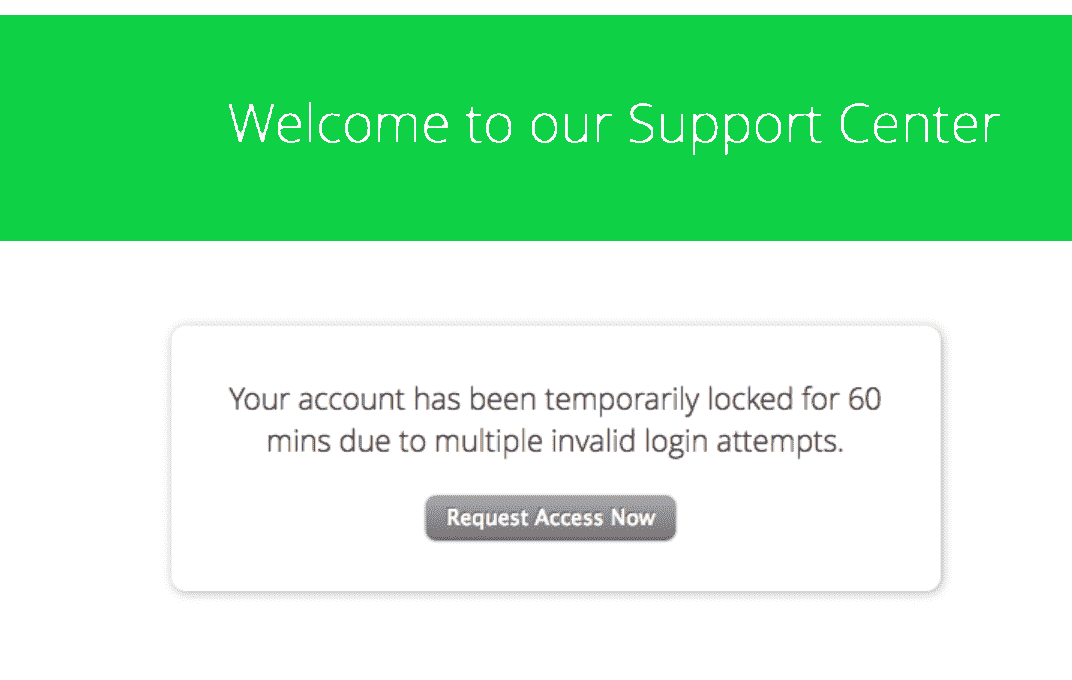 Welcome to our Support Center
Your account has been temporarily locked for 60
mins due to multiple invalid login attempts.
Request Access Now